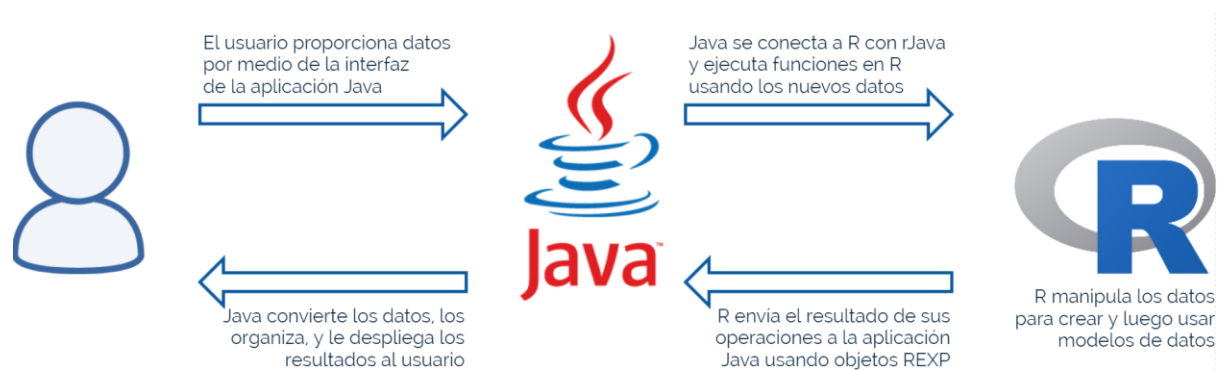 El usuario proporciona datos
por medio de la interfaz
de la aplicación Java
Java se conecta a R con rJava
y ejecuta funciones en R
usando los nuevos datos
Java™
R
Java convierte los datos, los
organiza, y le despliega los
resultados al usuario
R envía el resultado de sus
operaciones a la aplicación
Java usando objetos REXP
R manipula los datos
para crear y luego usar
modelos de datos